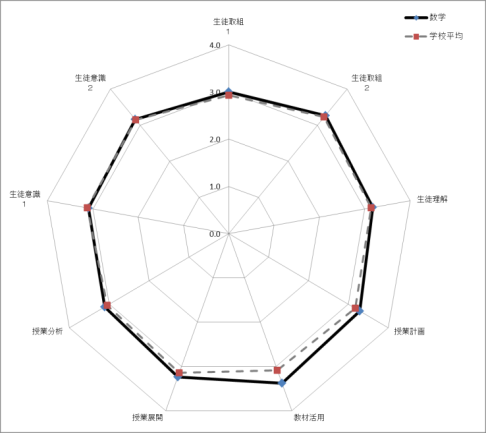 生徒取組
1
数学
学校平均
4.0
生徒意識
2
生徒取組
2
3.0
2.0
生徒意識
1
生徒理解
1.0
0.0
授業分析
授業計画
授業展開
教材活用